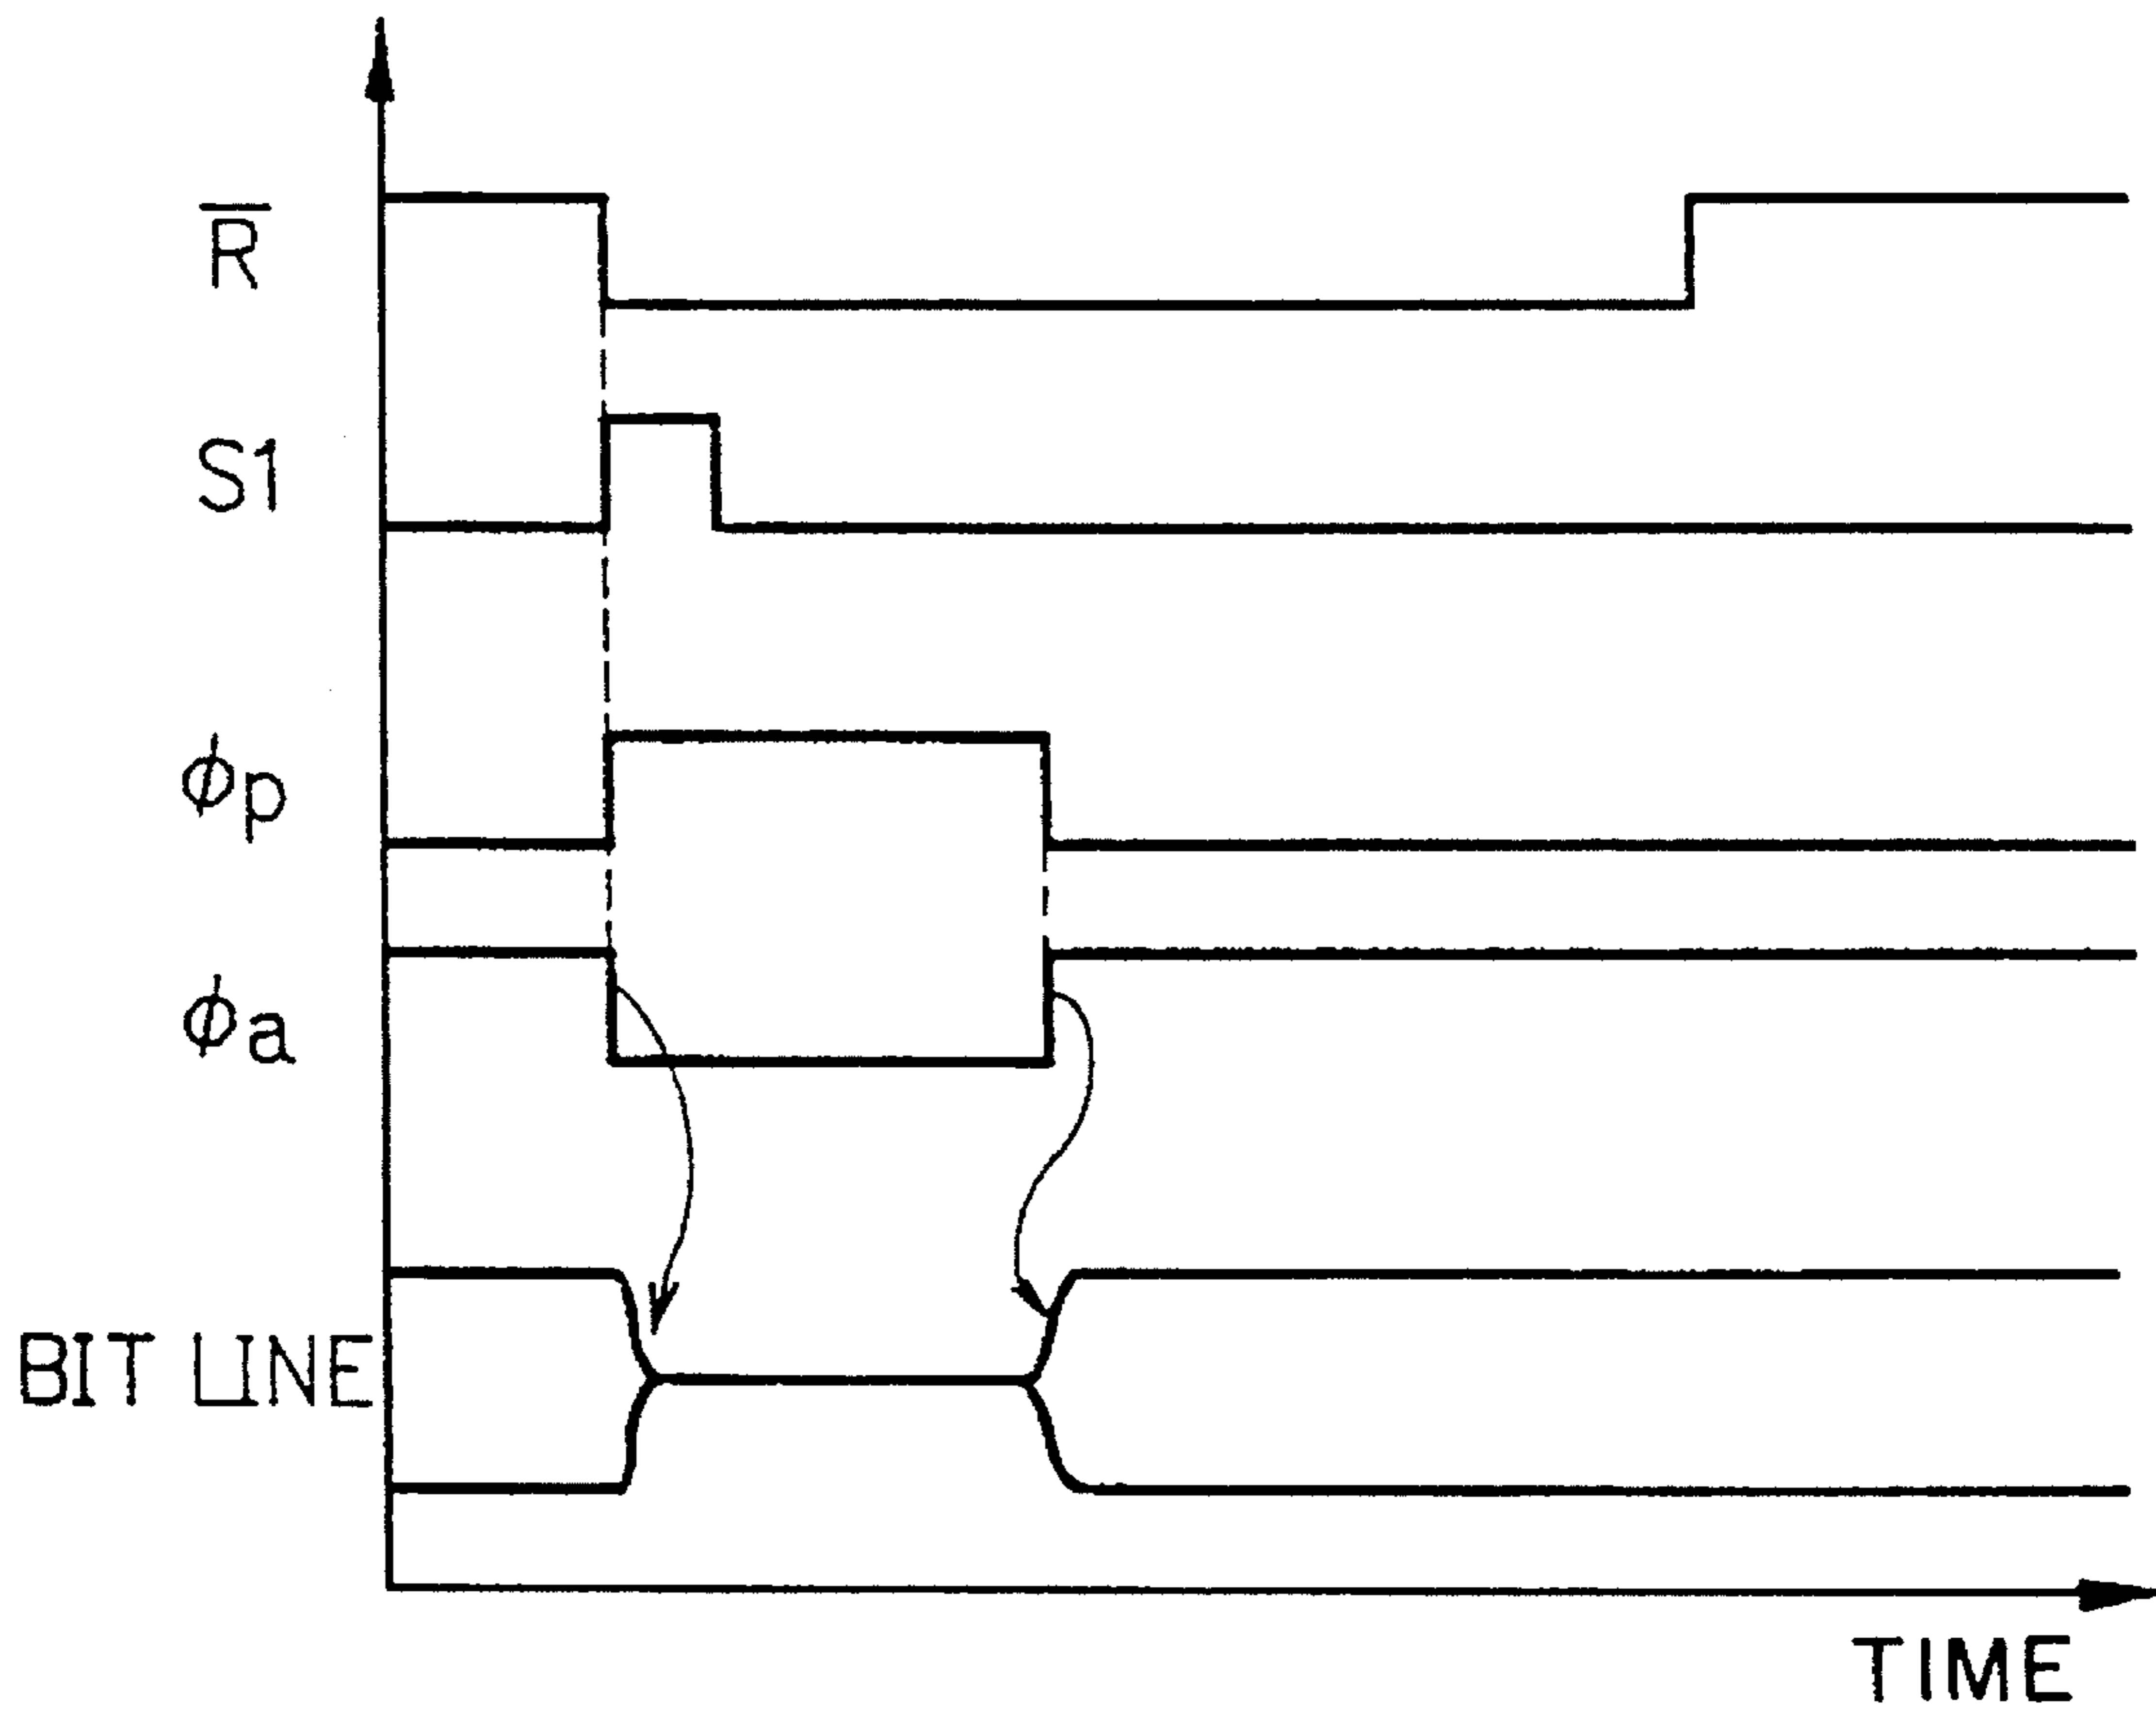 R̅
S1
ϕp
ϕa
BIT LINE
TIME